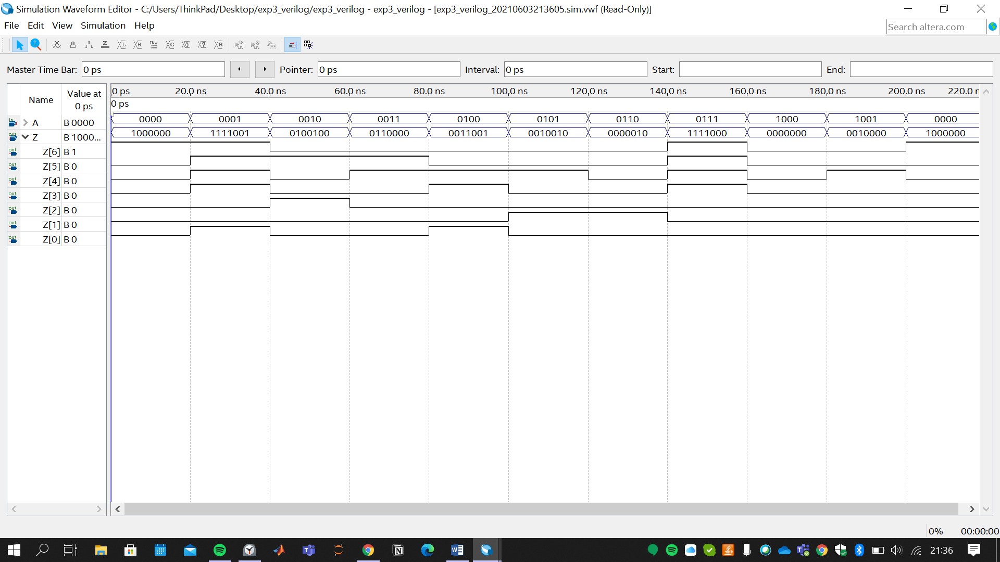 Simulation Waveform Editor - C:/Users/ThinkPad/Desktop/exp3_verilog/exp3_verilog - exp3_verilog - [exp3_verilog_20210603213605.sim.vwf (Read-Only)]
File Edit View Simulation Help
Search altera.com
Master Time Bar: 0 ps Pointer: 0 ps Interval: 0 ps Start: End:
Name Value at 0 ps
0 ps 20.0 ns 40.0 ns 60.0 ns 80.0 ns 100.0 ns 120.0 ns 140.0 ns 160.0 ns 180.0 ns 200.0 ns 220.0 n
0 ps
A B 0000 0000 0001 0010 0011 0100 0101 0110 0111 1000 1001 0000
Z B 1000... 1000000 1111001 0100100 0110000 0011001 0010010 0000010 1111000 0000000 0010000 1000000
Z[6] B 1
Z[5] B 0
Z[4] B 0
Z[3] B 0
Z[2] B 0
Z[1] B 0
Z[0] B 0
0% 00:00:00
21:36